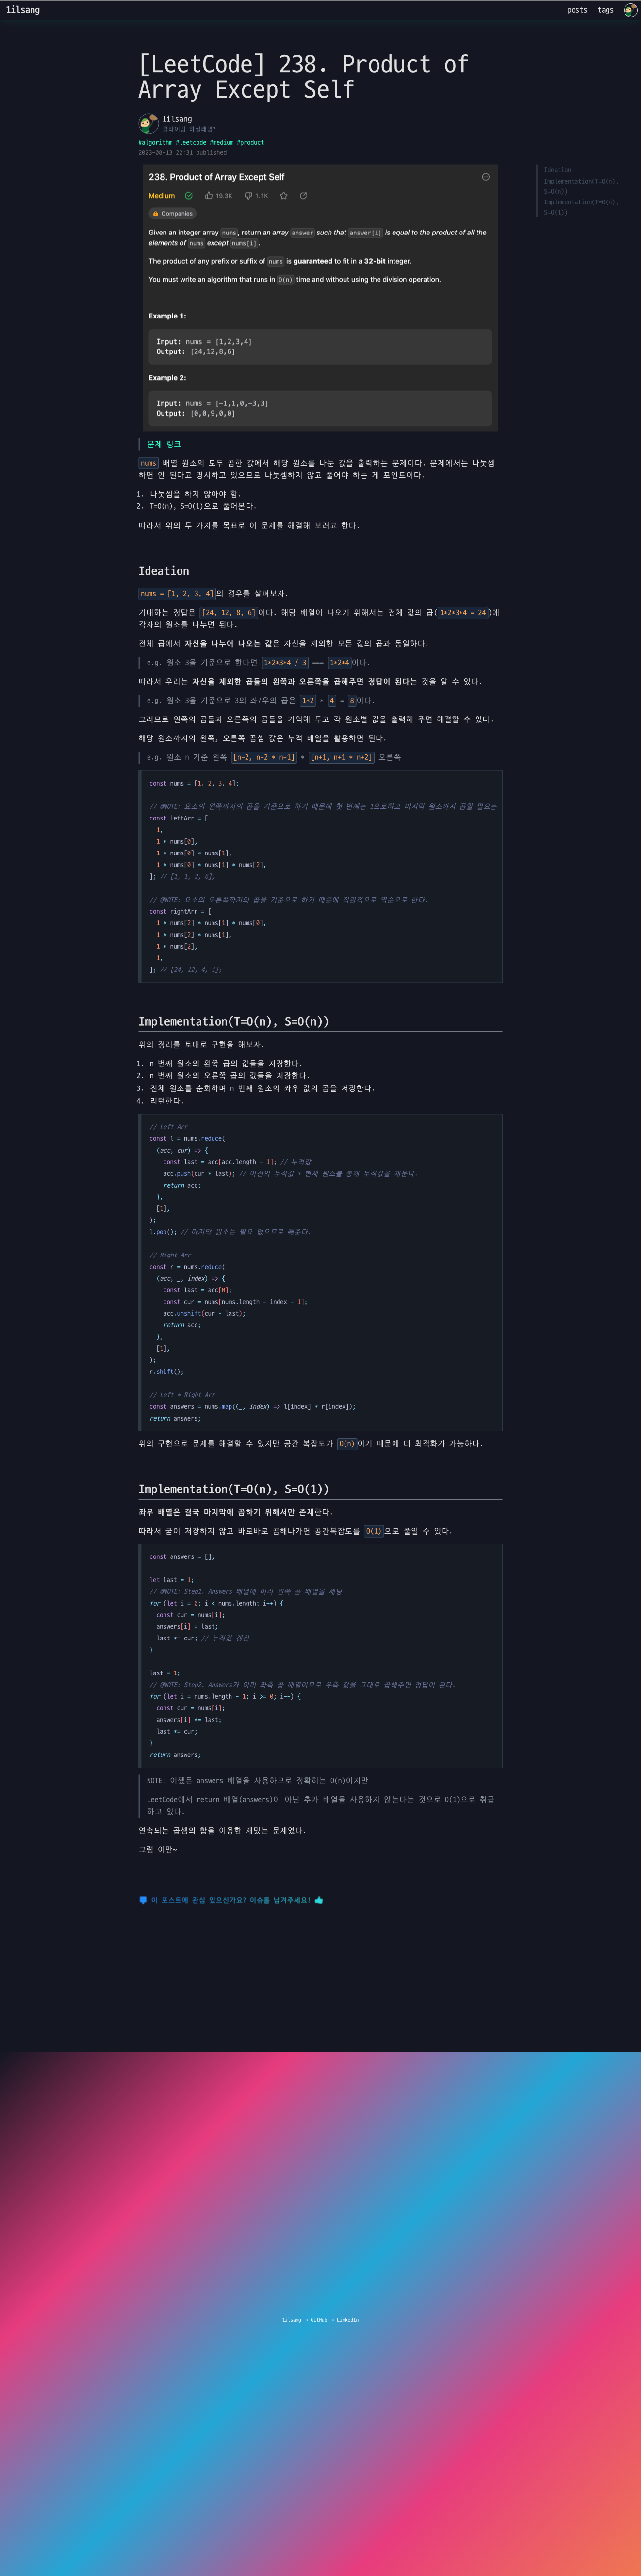 1ilsang
posts tags
[LeetCode] 238. Product of
Array Except Self
1ilsang
클라이밍 하실래염?
#algorithm #leetcode #medium #product
2023-08-13 22:31 published
Ideation
Implementation(T=O(n),
S=O(n))
Implementation(T=O(n),
S=O(1))
238. Product of Array Except Self
Medium 19.3K 1.1K
Companies
Given an integer array nums, return an array answer such that answer[i] is equal to the product of all the
elements of nums except nums[i].
The product of any prefix or suffix of nums is guaranteed to fit in a 32-bit integer.
You must write an algorithm that runs in O(n) time and without using the division operation.
Example 1:
Input: nums = [1,2,3,4]
Output: [24,12,8,6]
Example 2:
Input: nums = [-1,1,0,-3,3]
Output: [0,0,9,0,0]
문제 링크
nums 배열 원소의 모두 곱한 값에서 해당 원소를 나눈 값을 출력하는 문제이다. 문제에서는 나눗셈
하면 안 된다고 명시하고 있으므로 나눗셈하지 않고 풀어야 하는 게 포인트이다.
1. 나눗셈을 하지 않아야 함.
2. T=O(n), S=O(1)으로 풀어본다.
따라서 위의 두 가지를 목표로 이 문제를 해결해 보려고 한다.
Ideation
nums = [1, 2, 3, 4]의 경우를 살펴보자.
기대하는 정답은 [24, 12, 8, 6]이다. 해당 배열이 나오기 위해서는 전체 값의 곱(1*2*3*4 = 24)에
각자의 원소를 나누면 된다.
전체 곱에서 자신을 나누어 나오는 값은 자신을 제외한 모든 값의 곱과 동일하다.
e.g. 원소 3을 기준으로 한다면 1*2*3*4 / 3 === 1*2*4이다.
따라서 우리는 자신을 제외한 곱들의 왼쪽과 오른쪽을 곱해주면 정답이 된다는 것을 알 수 있다.
e.g. 원소 3을 기준으로 3의 좌/우의 곱은 1*2 * 4 = 8이다.
그러므로 왼쪽의 곱들과 오른쪽의 곱들을 기억해 두고 각 원소별 값을 출력해 주면 해결할 수 있다.
해당 원소까지의 왼쪽, 오른쪽 곱셈 값은 누적 배열을 활용하면 된다.
e.g. 원소 n 기준 왼쪽 [n-2, n-2 * n-1] * [n+1, n+1 * n+2] 오른쪽
const nums = [1, 2, 3, 4];
// @NOTE: 요소의 왼쪽까지의 곱을 기준으로 하기 때문에 첫 번째는 1으로하고 마지막 원소까지 곱할 필요는
const leftArr = [
1,
1 * nums[0],
1 * nums[0] * nums[1],
1 * nums[0] * nums[1] * nums[2],
]; // [1, 1, 2, 6];
// @NOTE: 요소의 오른쪽까지의 곱을 기준으로 하기 때문에 직관적으로 역순으로 한다.
const rightArr = [
1 * nums[2] * nums[1] * nums[0],
1 * nums[2] * nums[1],
1 * nums[2],
1,
]; // [24, 12, 4, 1];
Implementation(T=O(n), S=O(n))
위의 정리를 토대로 구현을 해보자.
1. n 번째 원소의 왼쪽 곱의 값들을 저장한다.
2. n 번째 원소의 오른쪽 곱의 값들을 저장한다.
3. 전체 원소를 순회하며 n 번째 원소의 좌우 값의 곱을 저장한다.
4. 리턴한다.
// Left Arr
const l = nums.reduce(
(acc, cur) => {
const last = acc[acc.length - 1]; // 누적값
acc.push(cur * last); // 이전의 누적값 * 현재 원소를 통해 누적값을 채운다.
return acc;
},
[1],
);
l.pop(); // 마지막 원소는 필요 없으므로 빼준다.
// Right Arr
const r = nums.reduce(
(acc, _, index) => {
const last = acc[0];
const cur = nums[nums.length - index - 1];
acc.unshift(cur * last);
return acc;
},
[1],
);
r.shift();
// Left * Right Arr
const answers = nums.map((_, index) => l[index] * r[index]);
return answers;
위의 구현으로 문제를 해결할 수 있지만 공간 복잡도가 O(n)이기 때문에 더 최적화가 가능하다.
Implementation(T=O(n), S=O(1))
좌우 배열은 결국 마지막에 곱하기 위해서만 존재한다.
따라서 굳이 저장하지 않고 바로바로 곱해나가면 공간복잡도를 O(1)으로 줄일 수 있다.
const answers = [];
let last = 1;
// @NOTE: Step1. Answers 배열에 미리 왼쪽 곱 배열을 세팅
for (let i = 0; i < nums.length; i++) {
const cur = nums[i];
answers[i] = last;
last *= cur; // 누적값 갱신
}
last = 1;
// @NOTE: Step2. Answers가 이미 좌측 곱 배열이므로 우측 값을 그대로 곱해주면 정답이 된다.
for (let i = nums.length - 1; i >= 0; i--) {
const cur = nums[i];
answers[i] *= last;
last *= cur;
}
return answers;
NOTE: 어쨌든 answers 배열을 사용하므로 정확히는 O(n)이지만
LeetCode에서 return 배열(answers)이 아닌 추가 배열을 사용하지 않는다는 것으로 O(1)으로 취급
하고 있다.
연속되는 곱셈의 합을 이용한 재밌는 문제였다.
그럼 이만~
이 포스트에 관심 있으신가요? 이슈를 남겨주세요!
1ilsang - GitHub - LinkedIn